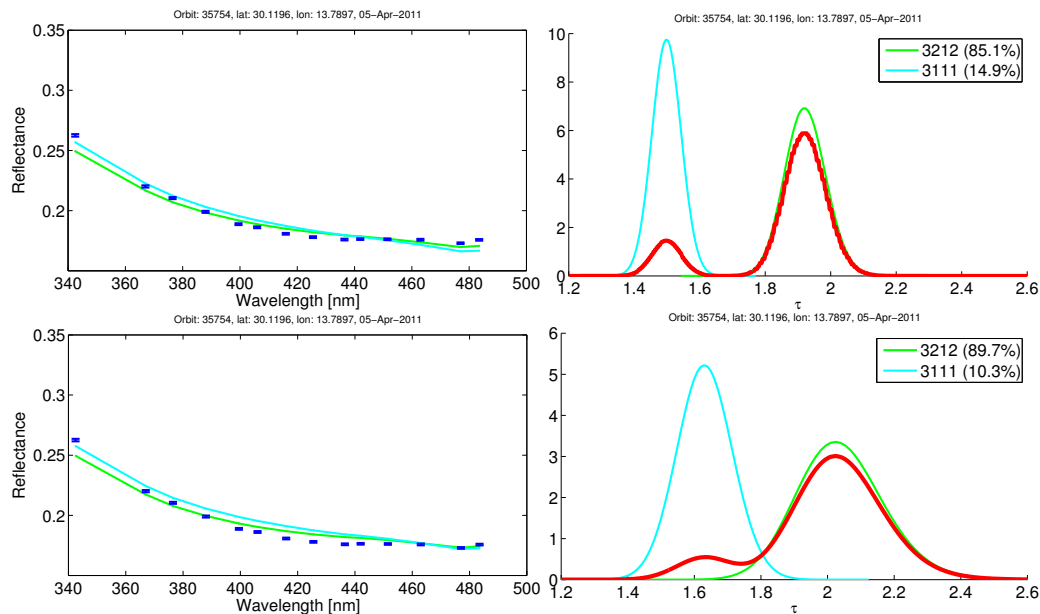 Orbit: 35754, lat: 30.1196, lon: 13.7897, 05-Apr-2011
0.35
0.3
0.25
0.2
Reflectance
340 360 380 400 420 440 460 480 500
Wavelength [nm]
Orbit: 35754, lat: 30.1196, lon: 13.7897, 05-Apr-2011
10
8
6
4
2
0
3212 (85.1%)
3111 (14.9%)
1.2 1.4 1.6 1.8 2 2.2 2.4 2.6
τ
Orbit: 35754, lat: 30.1196, lon: 13.7897, 05-Apr-2011
0.35
0.3
0.25
0.2
Reflectance
340 360 380 400 420 440 460 480 500
Wavelength [nm]
Orbit: 35754, lat: 30.1196, lon: 13.7897, 05-Apr-2011
6
5
4
3
2
1
0
3212 (89.7%)
3111 (10.3%)
1.2 1.4 1.6 1.8 2 2.2 2.4 2.6
τ